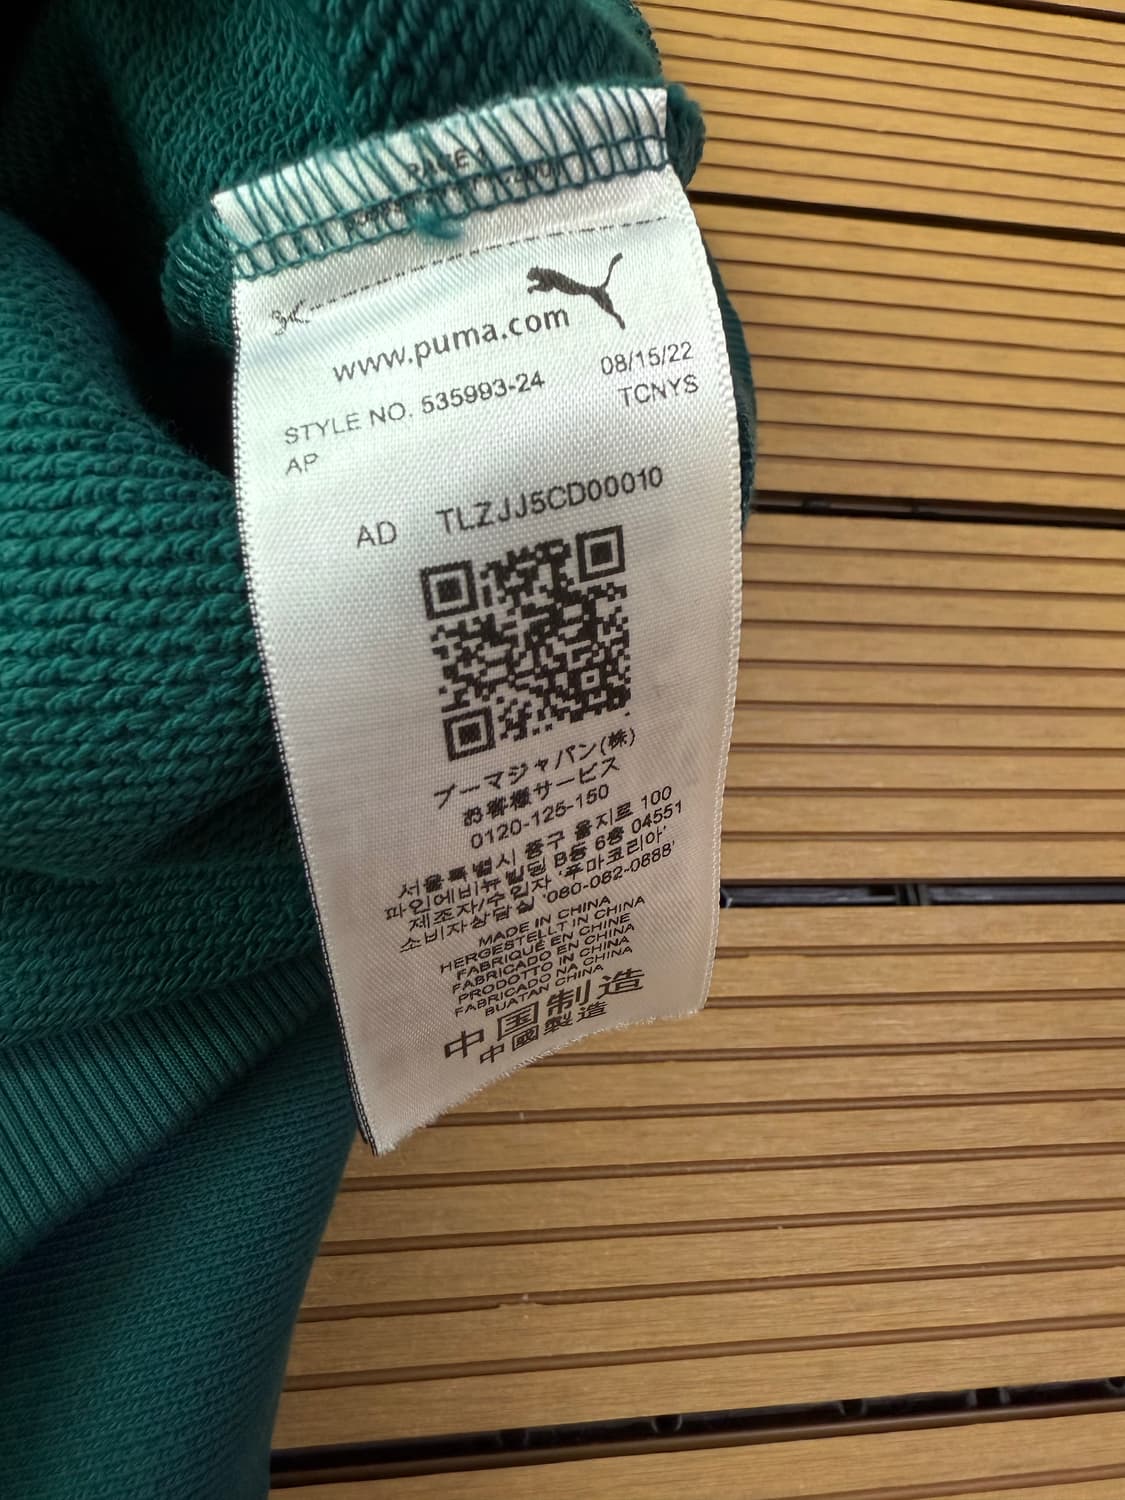 www.puma.com
STYLE NO. 535993-24
08/15/22
AP
TCNYS
AD TLZJJ5CD00010
プーマジャパン(株)
お客様サービス
0120-125-150
서울특별시 중구 을지로 100
파인에비뉴빌딩 B동 6층 04551
제조자/수입자 '푸마코리아'
소비자상담실 '080-082-0888'
MADE IN CHINA
HERGESTELLT IN CHINA
FABRIQUÉ EN CHINE
FABRICADO EN CHINA
PRODOTTO IN CHINA
FABRICADO NA CHINA
BUATAN CHINA
中国制造
中國製造